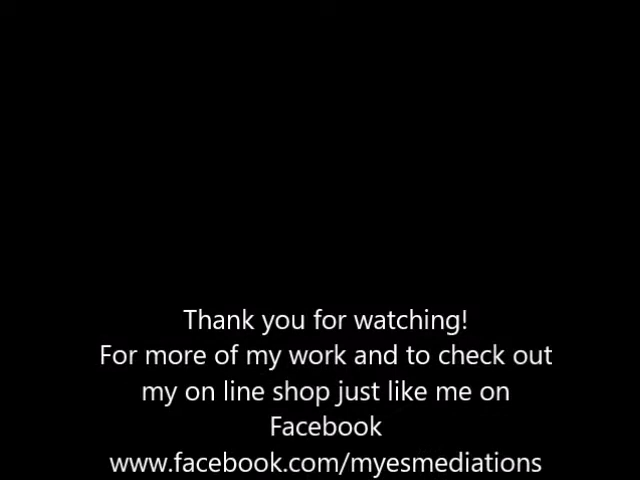 Thank you for watching!
For more of my work and to check out
my on line shop just like me on
Facebook
www.facebook.com/myesmediations